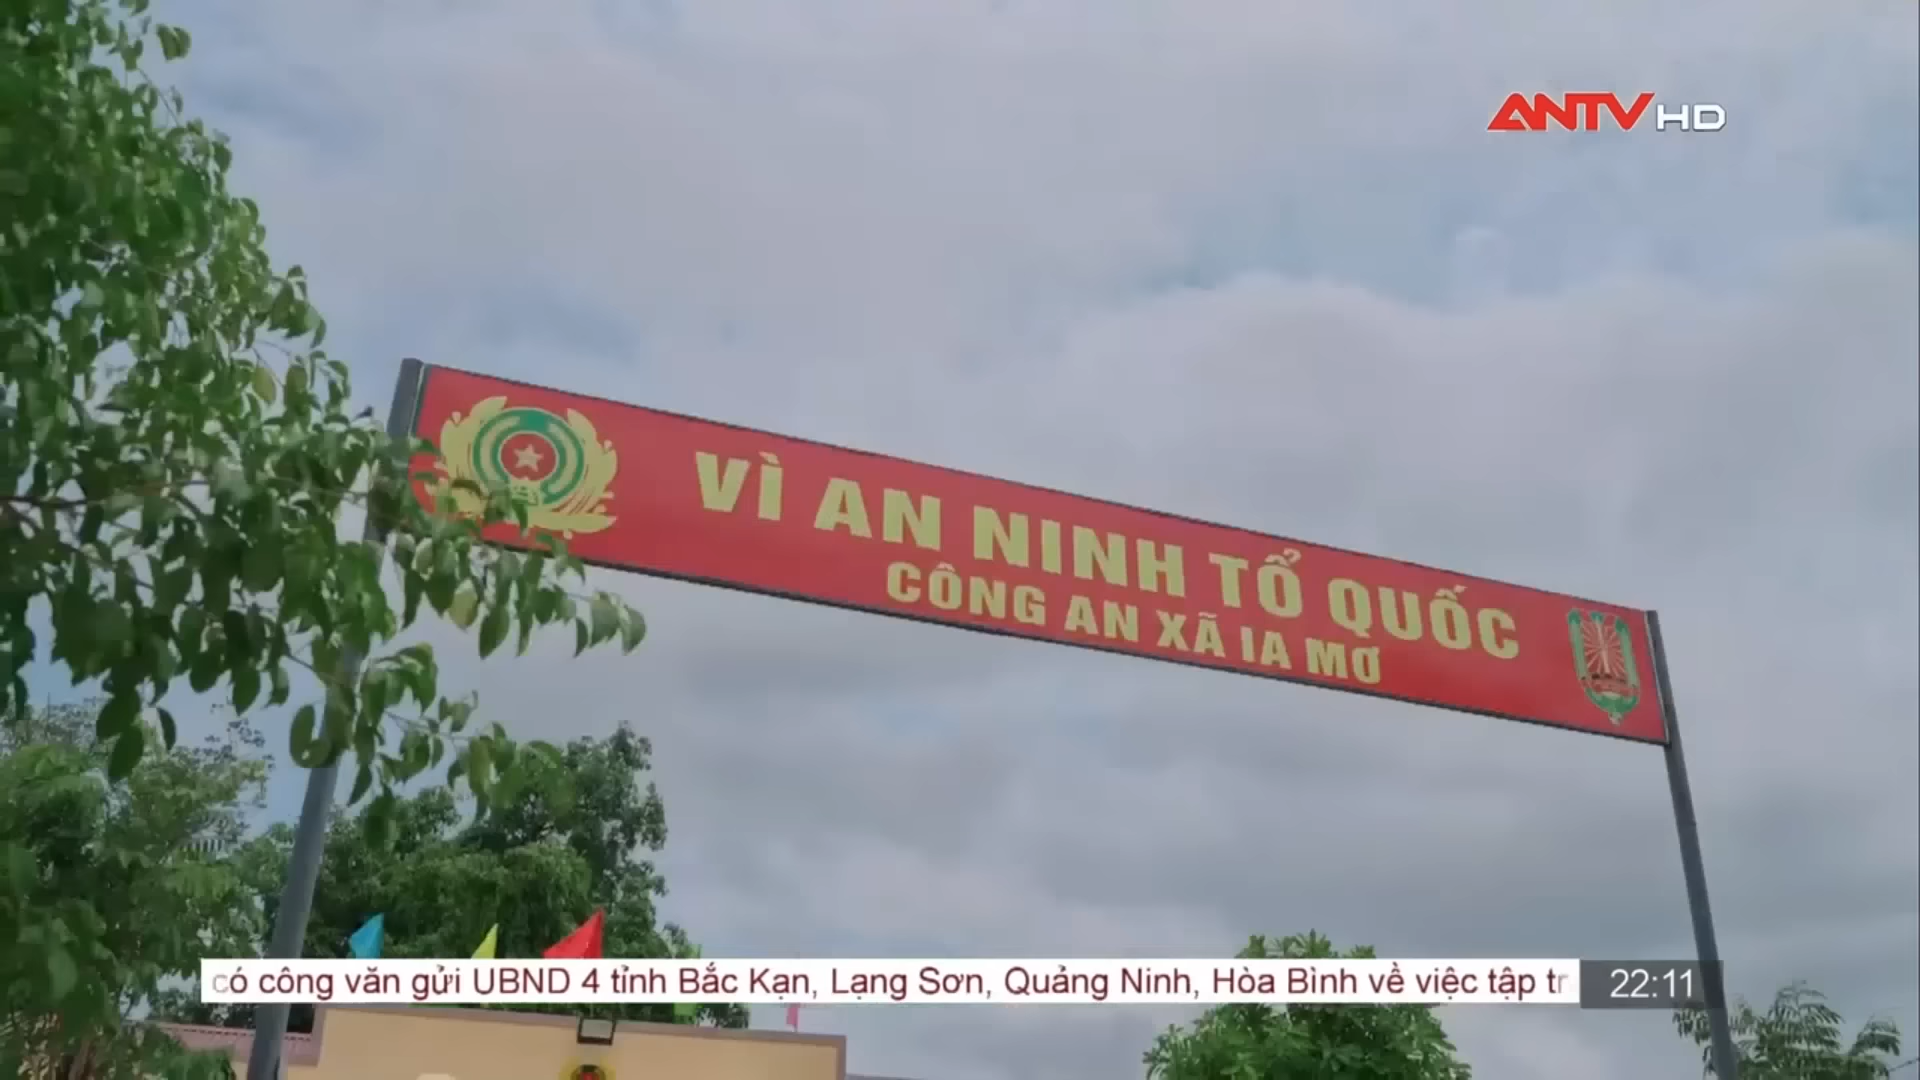 ANTV HD
VÌ AN NINH TỔ QUỐC
CÔNG AN XÃ IA MƠ
có công văn gửi UBND 4 tỉnh Bắc Kạn, Lạng Sơn, Quảng Ninh, Hòa Bình về việc tập
22:11